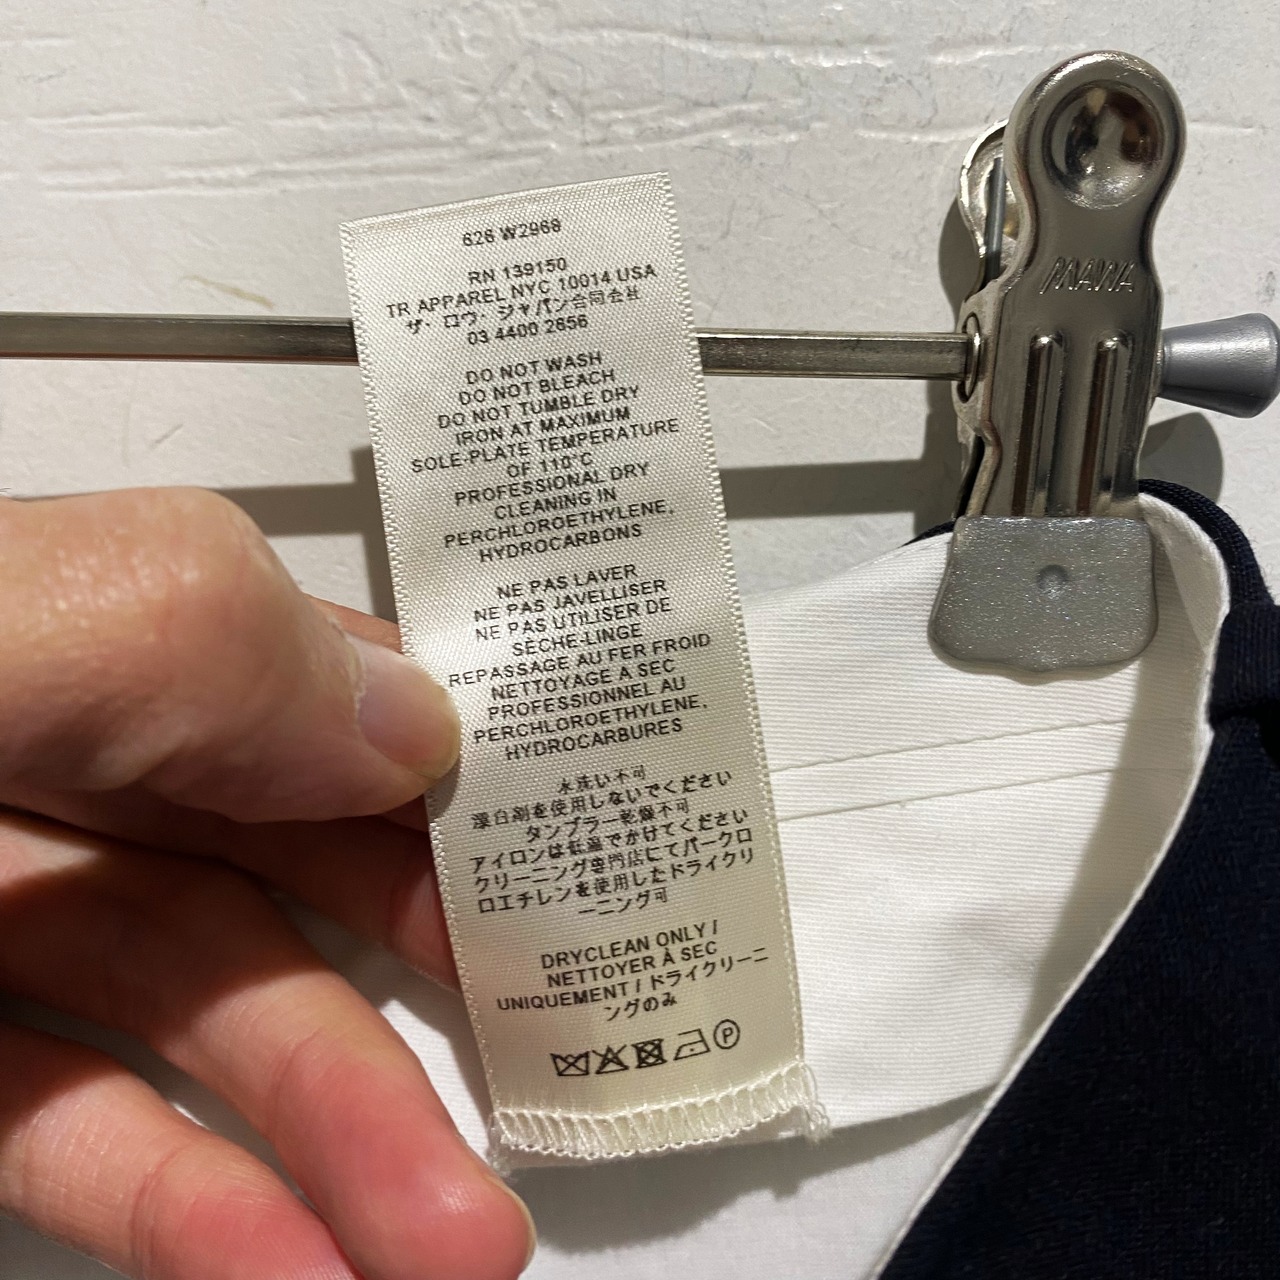 626 W2968
RN 139150
TR APPAREL NYC 10014 USA
ザ・ロウ・ジャパン合同会社
03 4400 2656
DO NOT WASH
DO NOT BLEACH
DO NOT TUMBLE DRY
IRON AT MAXIMUM
SOLE-PLATE TEMPERATURE
OF 110°C
PROFESSIONAL DRY
CLEANING IN
PERCHLOROETHYLENE,
HYDROCARBONS
NE PAS LAVER
NE PAS JAVELLISER
NE PAS UTILISER DE
SÈCHE-LINGE
REPASSAGE AU FER FROID
NETTOYAGE A SEC
PROFESSIONNEL AU
PERCHLOROETHYLENE,
HYDROCARBURES
水洗い不可
漂白剤を使用しないでください
タンブラー乾燥不可
アイロンは低温でかけてください
クリーニング専門店にてパークロ
ロエチレンを使用したドライクリ
ーニング可
DRYCLEAN ONLY /
NETTOYER À SEC
UNIQUEMENT / ドライクリーニ
ングのみ
P
MAWA